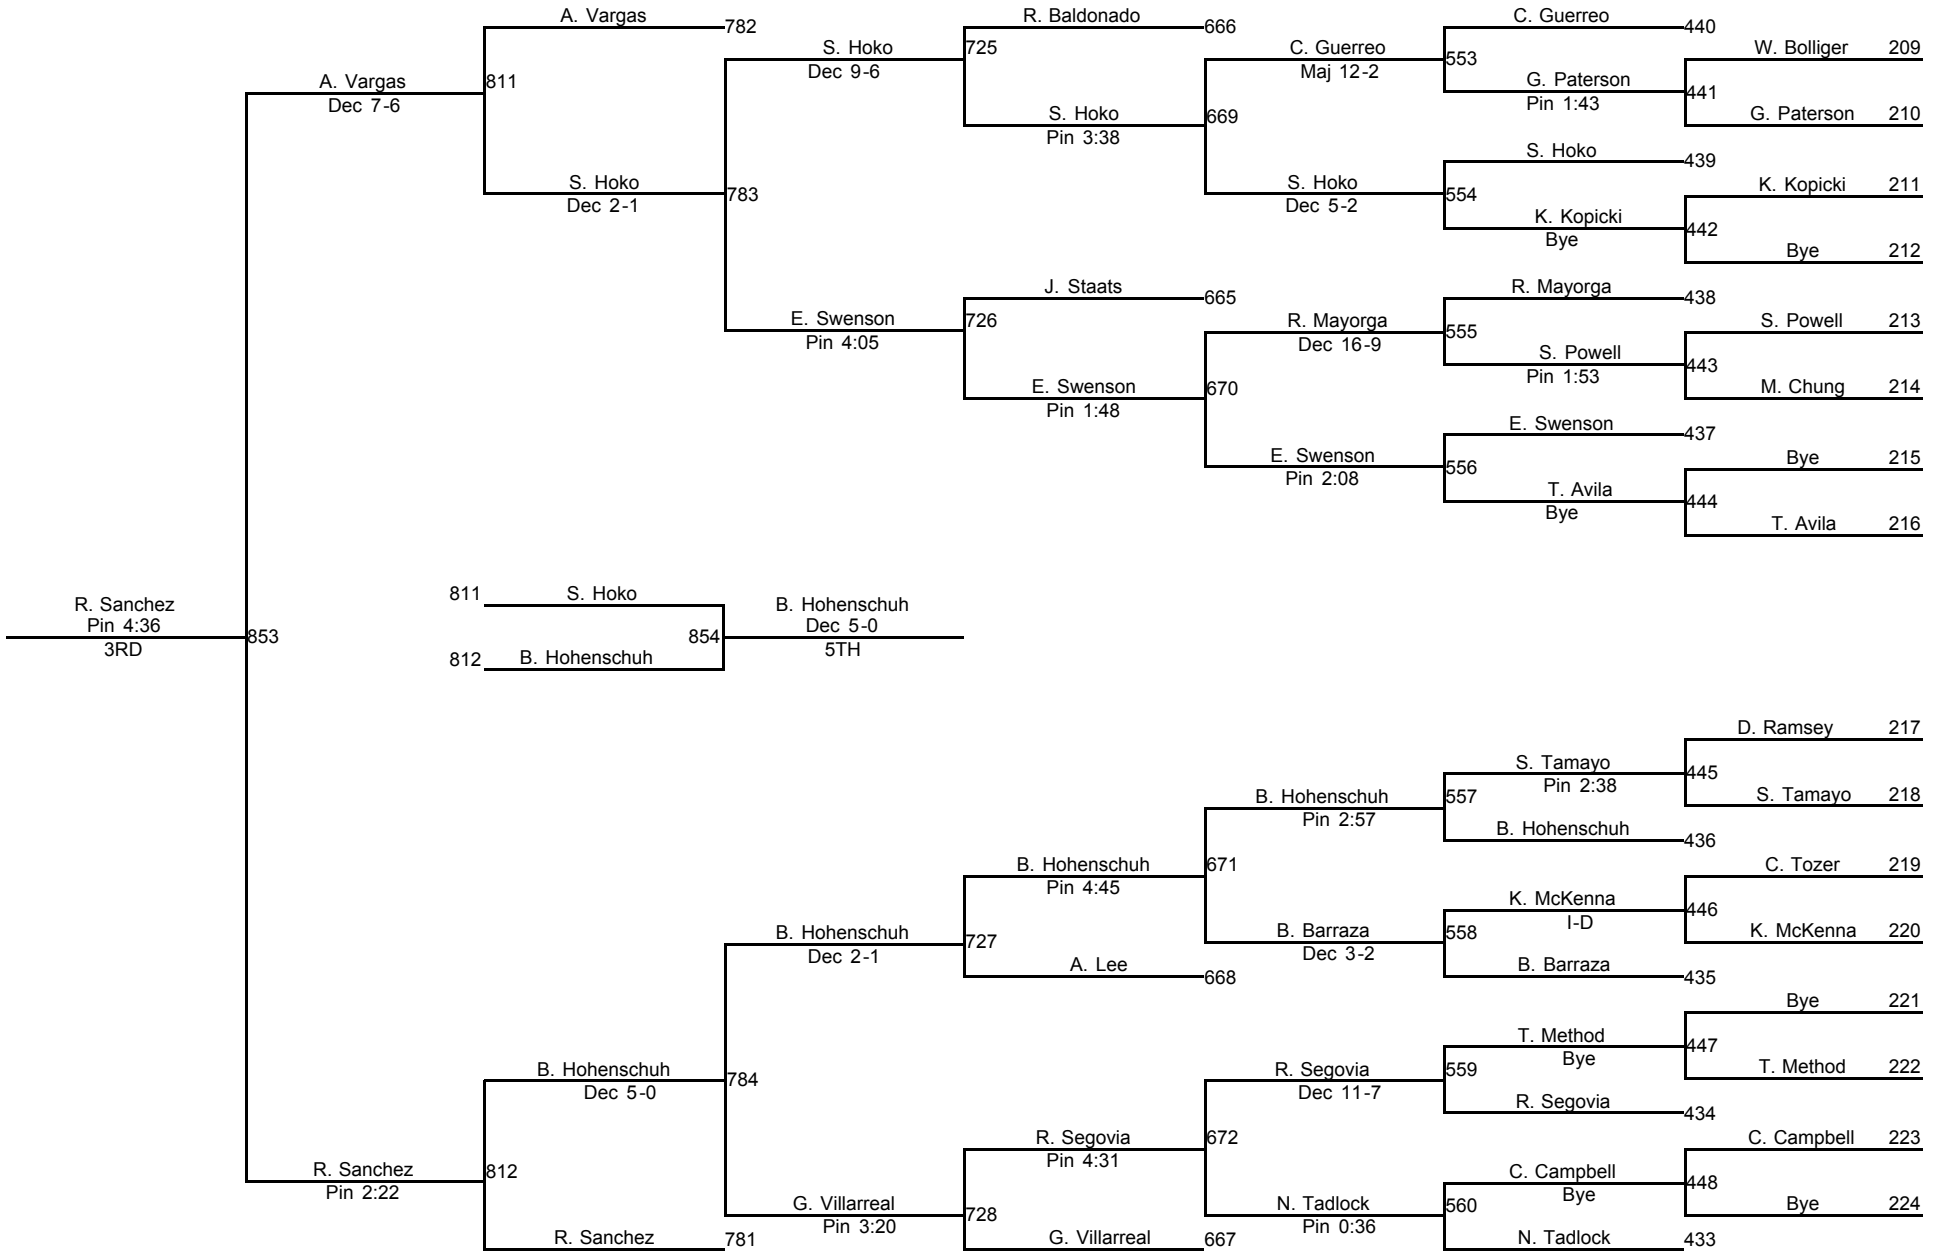 A. Vargas
782
R. Baldonado
666
C. Guerreo
440
S. Hoko
Dec 9-6
725
C. Guerreo
Maj 12-2
553
W. Bolliger 209
A. Vargas
Dec 7-6
811
G. Paterson
Pin 1:43
441
S. Hoko
Pin 3:38
669
G. Paterson 210
S. Hoko
439
S. Hoko
Dec 2-1
783
S. Hoko
Dec 5-2
554
K. Kopicki 211
K. Kopicki
Bye
442
Bye 212
J. Staats
665
R. Mayorga
438
E. Swenson
Pin 4:05
726
R. Mayorga
Dec 16-9
555
S. Powell 213
S. Powell
Pin 1:53
443
E. Swenson
Pin 1:48
670
M. Chung 214
E. Swenson
437
E. Swenson
Pin 2:08
556
Bye 215
T. Avila
Bye
444
T. Avila 216
811 S. Hoko
R. Sanchez
Pin 4:36
3RD
853
854
B. Hohenschuh
Dec 5-0
5TH
812 B. Hohenschuh
D. Ramsey 217
S. Tamayo
Pin 2:38
445
B. Hohenschuh
Pin 2:57
557
S. Tamayo 218
B. Hohenschuh
436
B. Hohenschuh
Pin 4:45
671
C. Tozer 219
K. McKenna
I-D
446
B. Hohenschuh
Dec 2-1
727
B. Barraza
Dec 3-2
558
K. McKenna 220
A. Lee
668
B. Barraza
435
Bye 221
T. Method
Bye
447
B. Hohenschuh
Dec 5-0
784
R. Segovia
Dec 11-7
559
T. Method 222
R. Segovia
434
R. Segovia
Pin 4:31
672
C. Campbell 223
R. Sanchez
Pin 2:22
812
C. Campbell
Bye
448
G. Villarreal
Pin 3:20
728
N. Tadlock
Pin 0:36
560
Bye 224
R. Sanchez
781
G. Villarreal
667
N. Tadlock
433